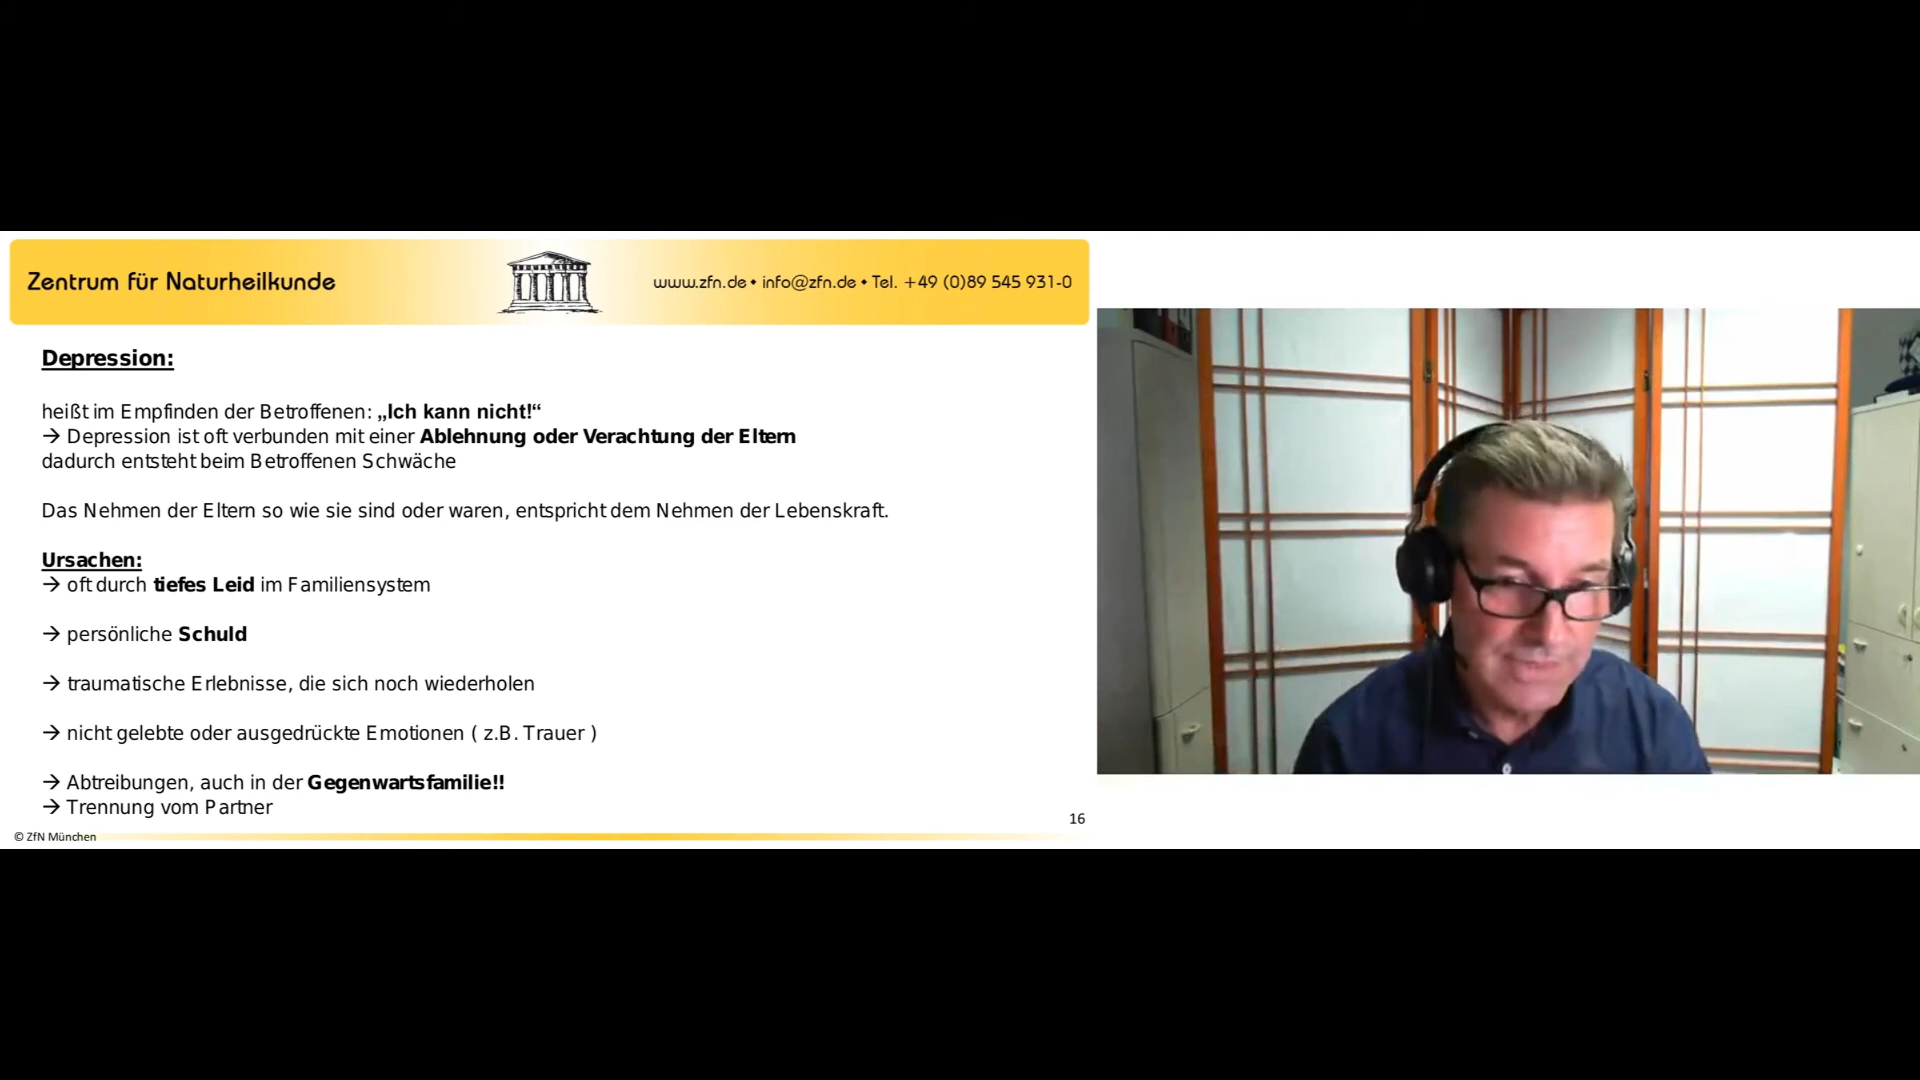 Zentrum für Naturheilkunde
www.zfn.de • info@zfn.de • Tel. +49 (0)89 545 931-0
Depression:
heißt im Empfinden der Betroffenen: „Ich kann nicht!“
→ Depression ist oft verbunden mit einer Ablehnung oder Verachtung der Eltern
dadurch entsteht beim Betroffenen Schwäche
Das Nehmen der Eltern so wie sie sind oder waren, entspricht dem Nehmen der Lebenskraft.
Ursachen:
→ oft durch tiefes Leid im Familiensystem
→ persönliche Schuld
→ traumatische Erlebnisse, die sich noch wiederholen
→ nicht gelebte oder ausgedrückte Emotionen ( z.B. Trauer )
→ Abtreibungen, auch in der Gegenwartsfamilie!!
→ Trennung vom Partner
16
© ZfN München